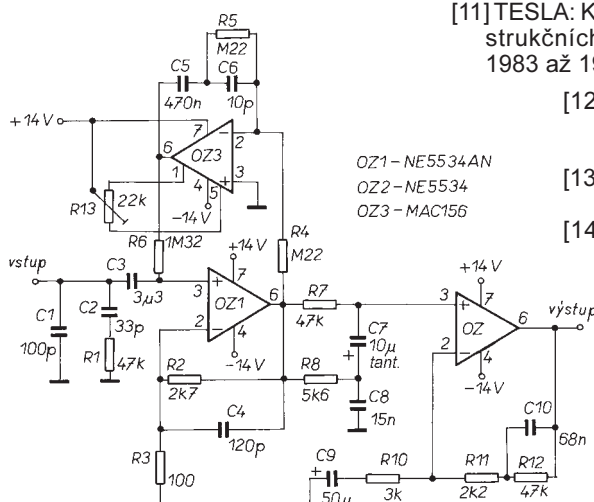 [11] TESLA: K
strukčních
1983 až 19
[12
[13
[14
R5
M22
C5
C6
470n
10p
+14V
7
6
OZ3
2
1
3
4
5
-14V
R13
22k
OZ1-NE5534AN
OZ2-NE5534
OZ3-MAC156
R6
1M32
R4
M22
vstup
C3
3µ3
+14V
7
3
OZ1
6
2
4
-14V
R7
47k
+14V
7
3
OZ
6
výstup
2
4
-14V
C1
100p
C2
33p
R1
47k
C7
10µ
tant.
R2
2k7
R8
5k6
C8
15n
C4
120p
C10
68n
R3
100
C9
50µ
R10
3k
R11
2k2
R12
47k